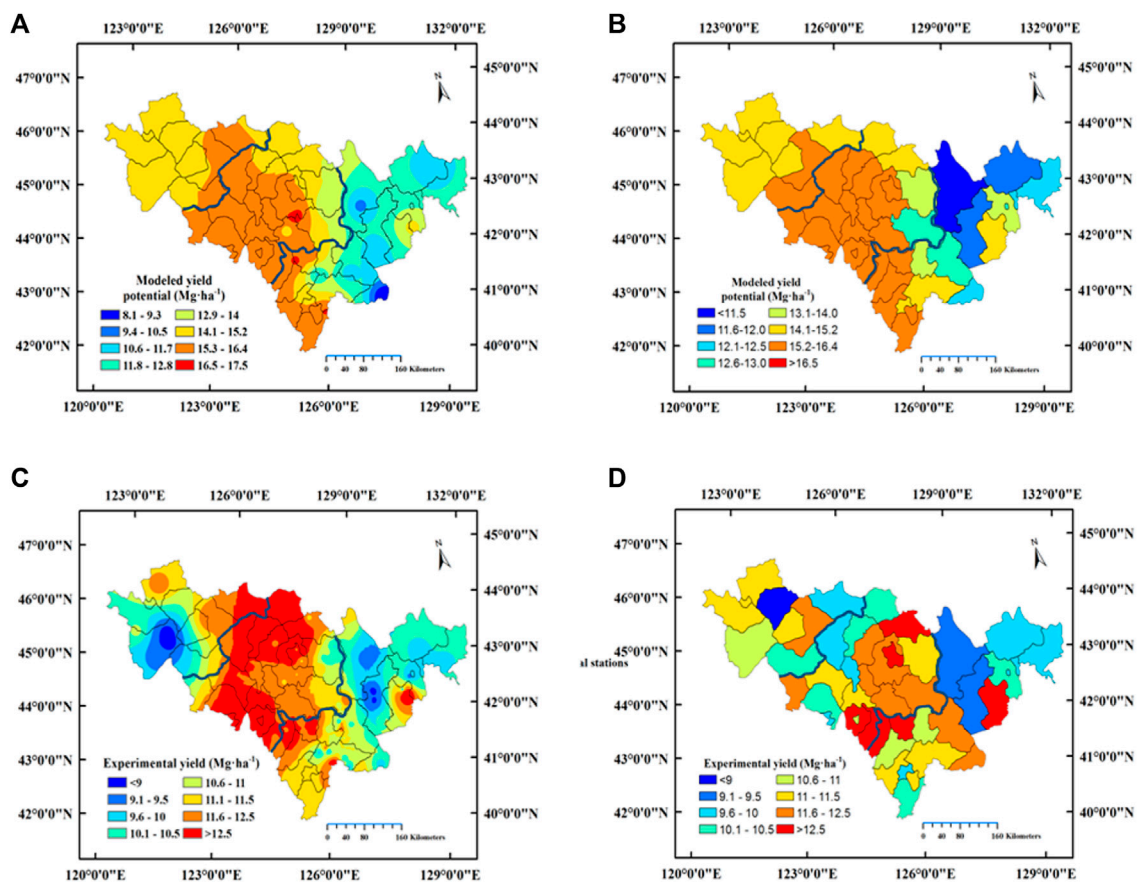 A
123°0'0"E 126°0'0"E 129°0'0"E 132°0'0"E
47°0'0"N
46°0'0"N
45°0'0"N
44°0'0"N
43°0'0"N
42°0'0"N
45°0'0"N
44°0'0"N
43°0'0"N
42°0'0"N
41°0'0"N
40°0'0"N
N
Modeled yield
potential (Mg·ha⁻¹)
8.1 - 9.3 12.9 - 14
9.4 - 10.5 14.1 - 15.2
10.6 - 11.7 15.3 - 16.4
11.8 - 12.8 16.5 - 17.5
0 40 80 160 Kilometers
120°0'0"E 123°0'0"E 126°0'0"E 129°0'0"E
B
123°0'0"E 126°0'0"E 129°0'0"E 132°0'0"E
47°0'0"N
46°0'0"N
45°0'0"N
44°0'0"N
43°0'0"N
42°0'0"N
45°0'0"N
44°0'0"N
43°0'0"N
42°0'0"N
41°0'0"N
40°0'0"N
N
Modeled yield
potential (Mg·ha⁻¹)
<11.5 13.1-14.0
11.6-12.0 14.1-15.2
12.1-12.5 15.2-16.4
12.6-13.0 >16.5
0 40 80 160 Kilometers
120°0'0"E 123°0'0"E 126°0'0"E 129°0'0"E
C
123°0'0"E 126°0'0"E 129°0'0"E 132°0'0"E
47°0'0"N
46°0'0"N
45°0'0"N
44°0'0"N
43°0'0"N
42°0'0"N
45°0'0"N
44°0'0"N
43°0'0"N
42°0'0"N
41°0'0"N
40°0'0"N
N
Experimental yield (Mg·ha⁻¹)
<9 10.6 - 11
9.1 - 9.5 11.1 - 11.5
9.6 - 10 11.6 - 12.5
10.1 - 10.5 >12.5
0 40 80 160 Kilometers
120°0'0"E 123°0'0"E 126°0'0"E 129°0'0"E
D
123°0'0"E 126°0'0"E 129°0'0"E 132°0'0"E
47°0'0"N
46°0'0"N
45°0'0"N
44°0'0"N
43°0'0"N
42°0'0"N
45°0'0"N
44°0'0"N
43°0'0"N
42°0'0"N
41°0'0"N
40°0'0"N
N
al stations
Experimental yield (Mg·ha⁻¹)
<9 10.6 - 11
9.1 - 9.5 11 - 11.5
9.6 - 10 11.6 - 12.5
10.1 - 10.5 >12.5
0 40 80 160 Kilometers
120°0'0"E 123°0'0"E 126°0'0"E 129°0'0"E